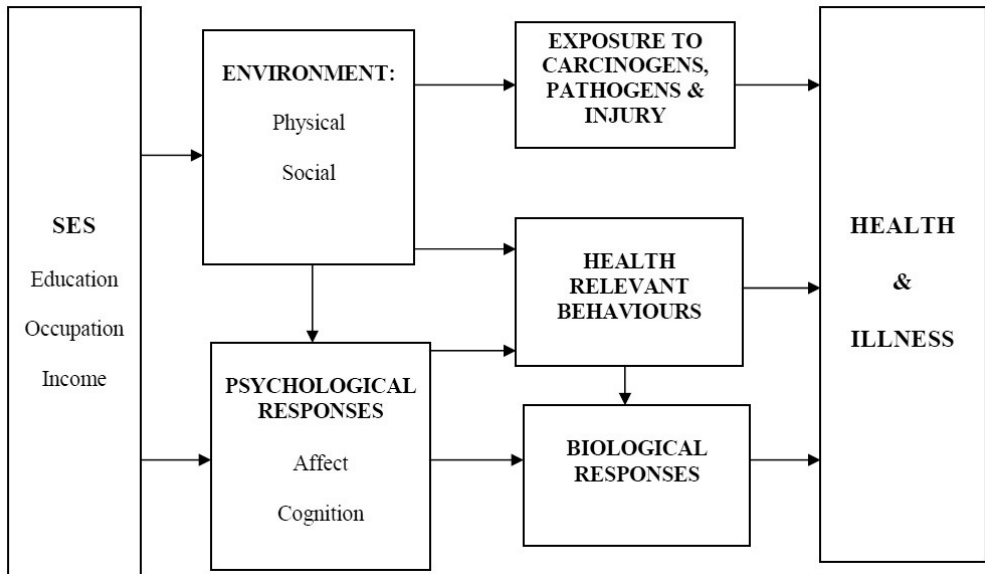 SES
Education
Occupation
Income
ENVIRONMENT:
Physical
Social
PSYCHOLOGICAL
RESPONSES
Affect
Cognition
EXPOSURE TO
CARCINOGENS,
PATHOGENS &
INJURY
HEALTH
RELEVANT
BEHAVIOURS
BIOLOGICAL
RESPONSES
HEALTH
&
ILLNESS